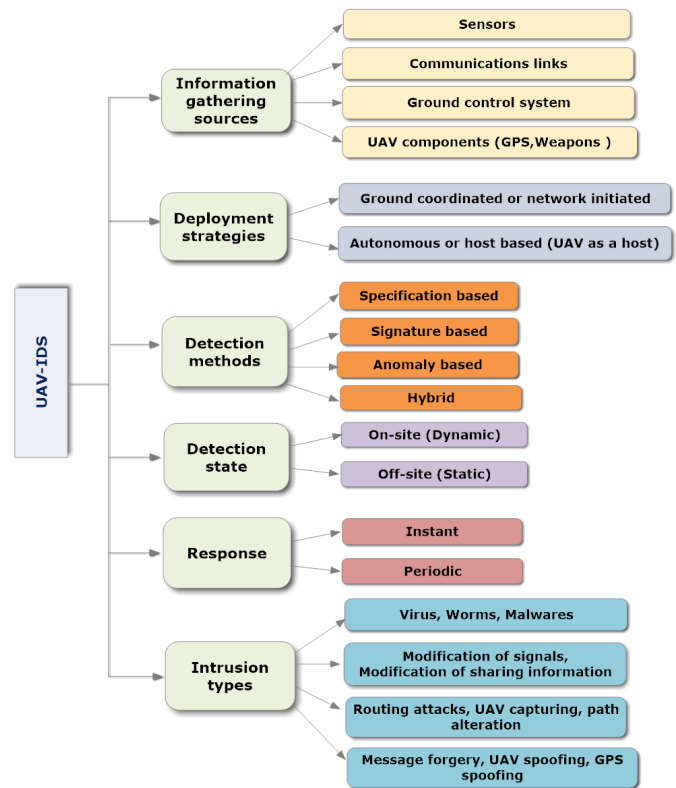 UAV-IDS
Information
gathering
sources
Sensors
Communications links
Ground control system
UAV components (GPS,Weapons )
Deployment
strategies
Ground coordinated or network initiated
Autonomous or host based (UAV as a host)
Detection
methods
Specification based
Signature based
Anomaly based
Hybrid
Detection
state
On-site (Dynamic)
Off-site (Static)
Response
Instant
Periodic
Intrusion
types
Virus, Worms, Malwares
Modification of signals,
Modification of sharing information
Routing attacks, UAV capturing, path
alteration
Message forgery, UAV spoofing, GPS
spoofing